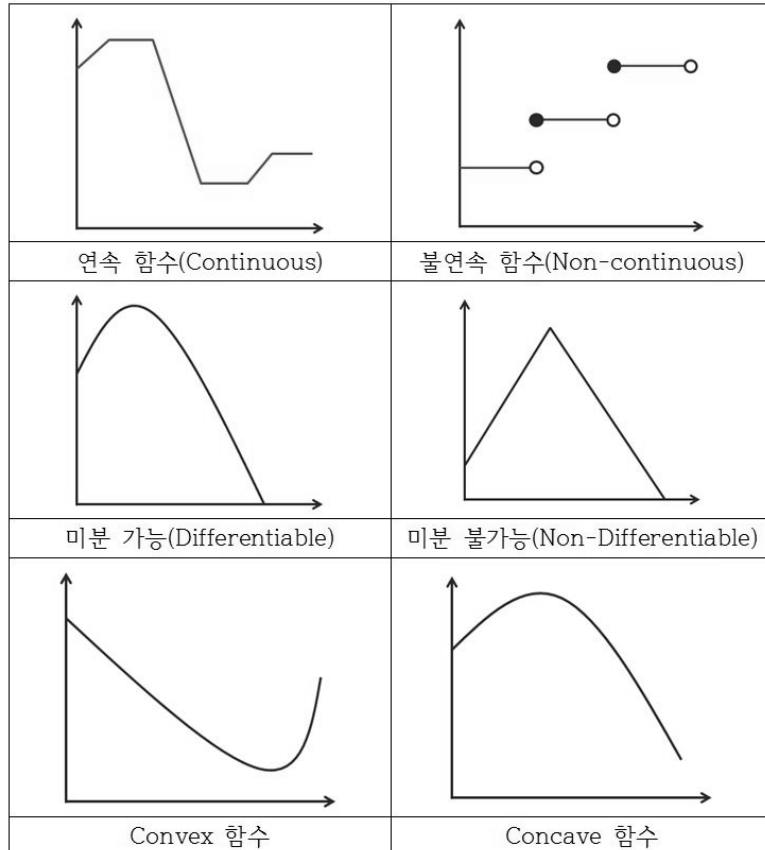 연속 함수(Continuous)
불연속 함수(Non-continuous)
미분 가능(Differentiable)
미분 불가능(Non-Differentiable)
Convex 함수
Concave 함수